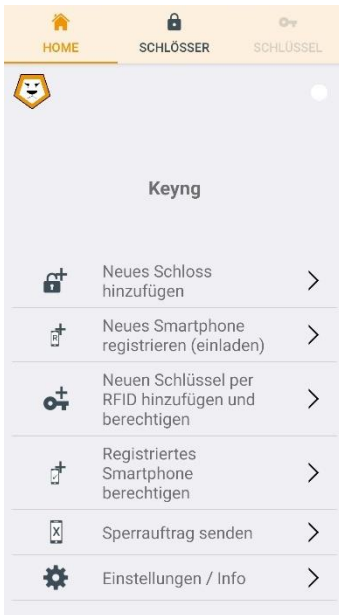 HOME SCHLÖSSER SCHLÜSSEL
Keyng
Neues Schloss
hinzufügen
Neues Smartphone
registrieren (einladen)
Neuen Schlüssel per
RFID hinzufügen und
berechtigen
Registriertes
Smartphone
berechtigen
Sperrauftrag senden
Einstellungen / Info